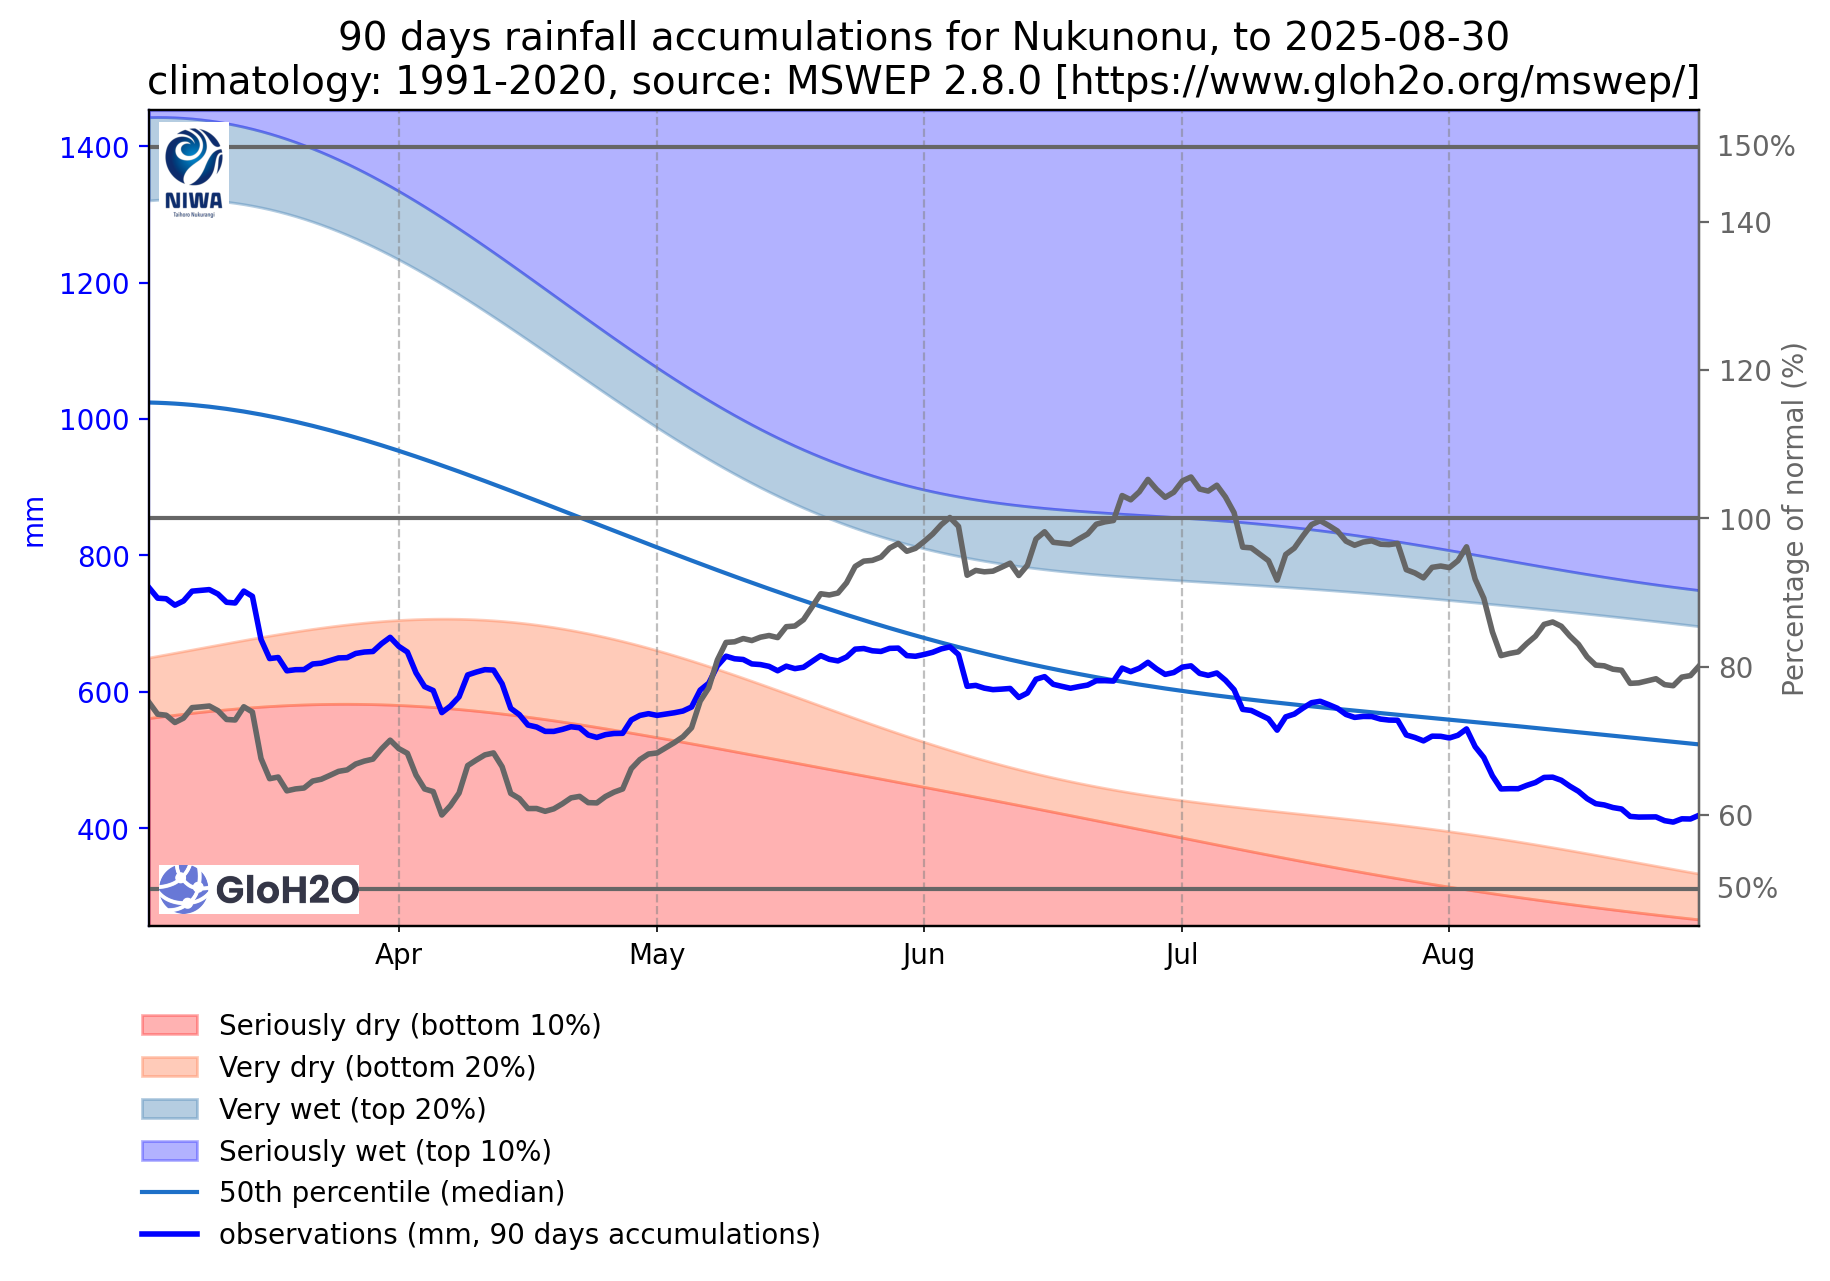 90 days rainfall accumulations for Nukunonu, to 2025-08-30
climatology: 1991-2020, source: MSWEP 2.8.0 [https://www.gloh2o.org/mswep/]
NIWA
Taihoro Nukurangi
1400
1200
1000
800
600
400
mm
150%
140
120
100
80
60
50%
Percentage of normal (%)
GloH2O
Apr
May
Jun
Jul
Aug
Seriously dry (bottom 10%)
Very dry (bottom 20%)
Very wet (top 20%)
Seriously wet (top 10%)
50th percentile (median)
observations (mm, 90 days accumulations)